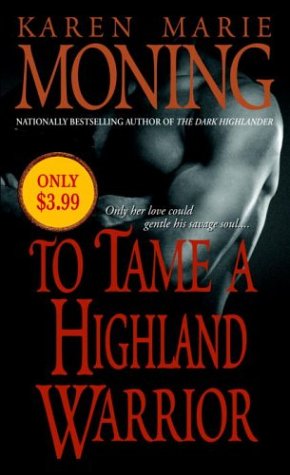 KAREN MARIE
MONING
NATIONALLY BESTSELLING AUTHOR OF THE DARK HIGHLANDER
ONLY
$3.99
Only her love could
gentle his savage soul....
TO TAME A
HIGHLAND
WARRIOR